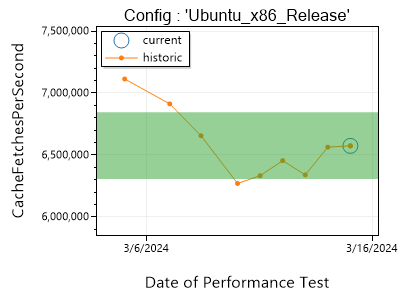 Config : 'Ubuntu_x86_Release'
7,500,000
7,000,000
6,500,000
6,000,000
CacheFetchesPerSecond
current
historic
3/6/2024
3/16/2024
Date of Performance Test